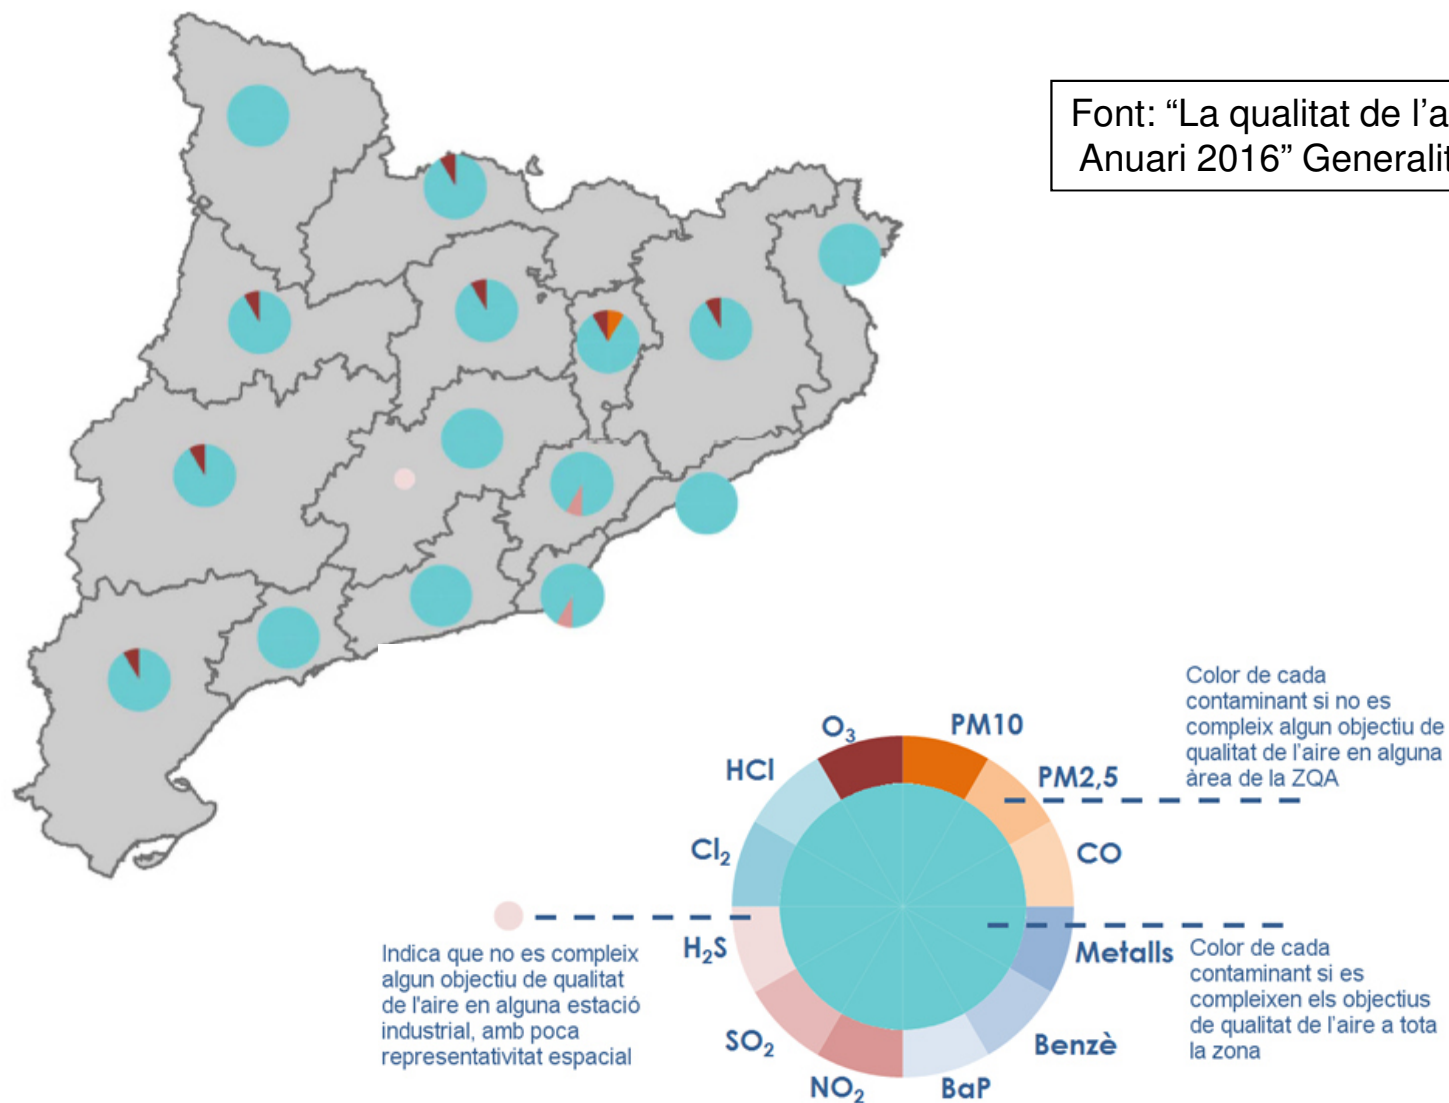 Font: “La qualitat de l’a
Anuari 2016” Generalit
Color de cada
contaminant si no es
compleix algun objectiu de
qualitat de l'aire en alguna
àrea de la ZQA
O₃
PM10
HCl
PM2,5
Cl₂
CO
H₂S
Metalls
SO₂
Benzè
NO₂
BaP
Indica que no es compleix
algun objectiu de qualitat
de l'aire en alguna estació
industrial, amb poca
representativitat espacial
Color de cada
contaminant si es
compleixen els objectius
de qualitat de l’aire a tota
la zona